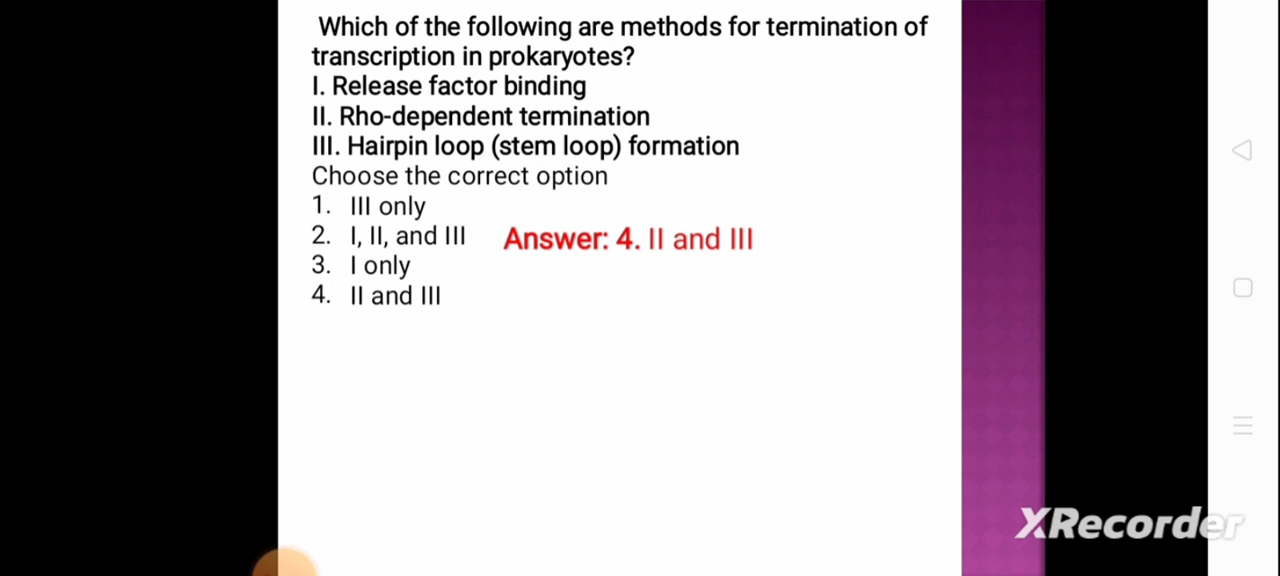 Which of the following are methods for termination of
transcription in prokaryotes?
I. Release factor binding
II. Rho-dependent termination
III. Hairpin loop (stem loop) formation
Choose the correct option
1. III only
2. I, II, and III
Answer: 4. II and III
3. I only
4. II and III
XRecorder